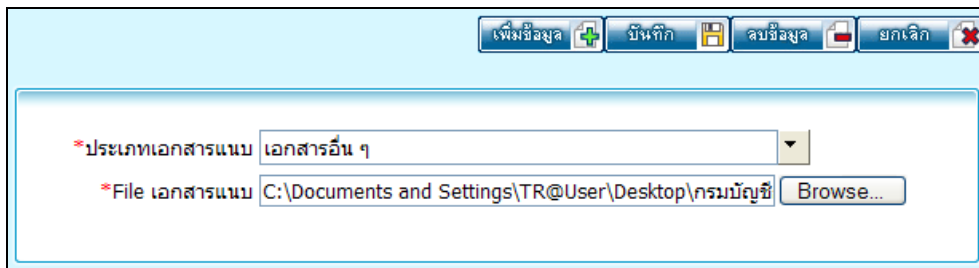 เพิ่มข้อมูล บันทึก ลบข้อมูล ยกเลิก
*ประเภทเอกสารแนบ เอกสารอื่น ๆ
*File เอกสารแนบ C:\Documents and Settings\TR@User\Desktop\กรมบัญชี Browse...